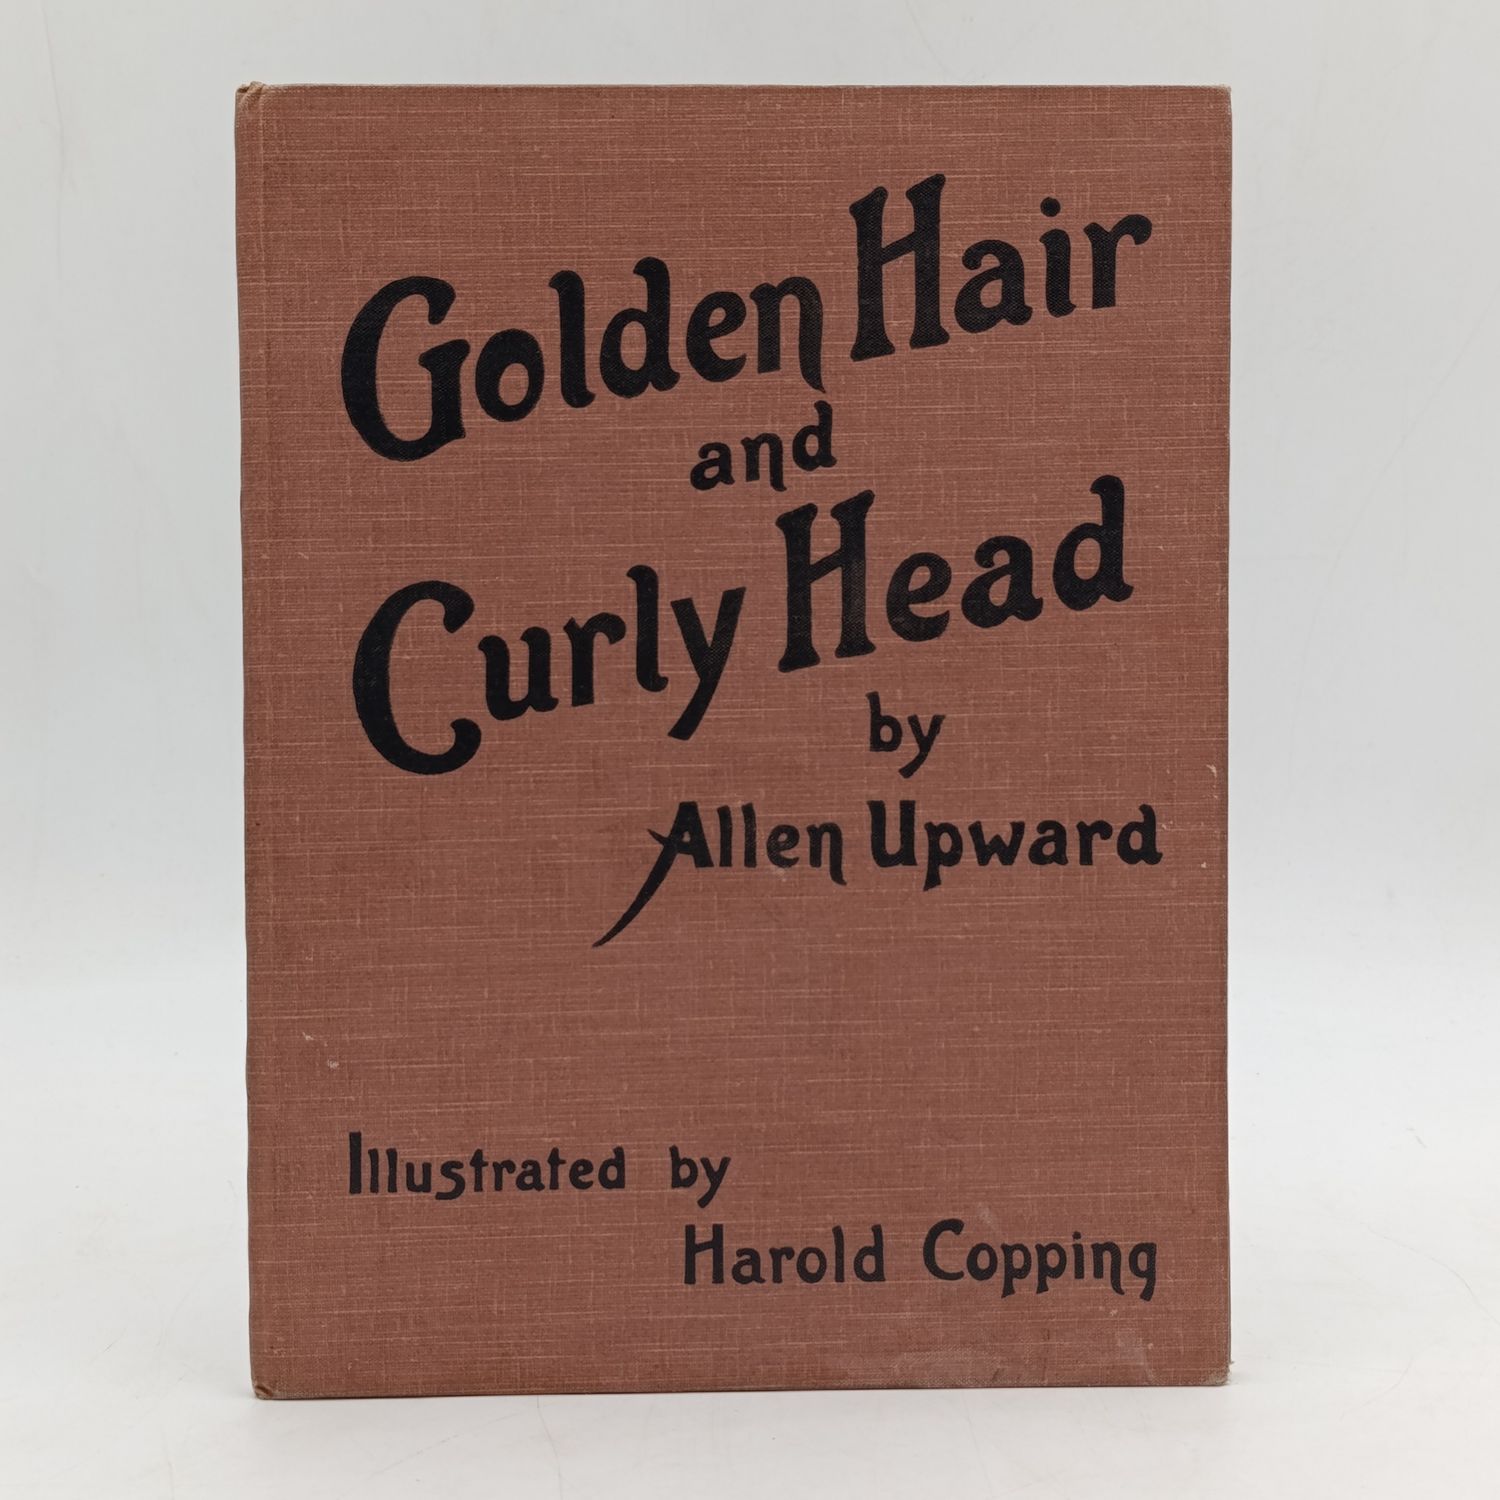 Golden Hair
and
Curly Head
by
Allen Upward
Illustrated by
Harold Copping